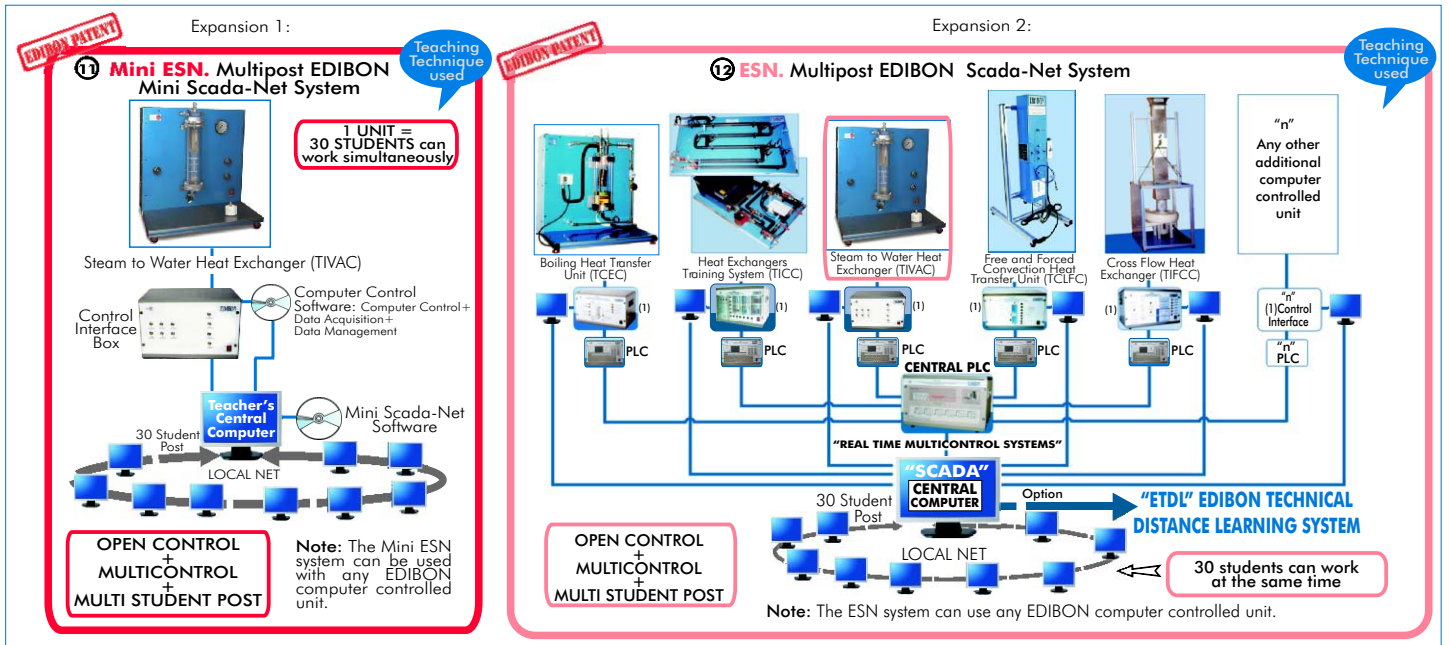 Expansion 1:
EDIBON PATENT
Teaching
Technique
used
11 Mini ESN. Multipost EDIBON
Mini Scada-Net System
1 UNIT =
30 STUDENTS can
work simultaneously
Steam to Water Heat Exchanger (TIVAC)
Control
Interface
Box
Computer Control
Software: Computer Control+
Data Acquisition+
Data Management
Teacher's
Central
Computer
Mini Scada-Net
Software
30 Student
Post
LOCAL NET
OPEN CONTROL
+
MULTICONTROL
+
MULTI STUDENT POST
Note: The Mini ESN
system can be used
with any EDIBON
computer controlled
unit.
Expansion 2:
EDIBON PATENT
Teaching
Technique
used
12 ESN. Multipost EDIBON Scada-Net System
Boiling Heat Transfer
Unit (TCEC)
Heat Exchangers
Training System (TICC)
Steam to Water Heat
Exchanger (TIVAC)
Free and Forced
Convection Heat
Transfer Unit (TCLFC)
Cross Flow Heat
Exchanger (TIFCC)
"n"
Any other
additional
computer
controlled
unit
(1)
(1)
(1)
(1)
(1)
"n"
(1)Control
Interface
PLC
PLC
PLC
PLC
PLC
"n"
PLC
CENTRAL PLC
"REAL TIME MULTICONTROL SYSTEMS"
"SCADA"
CENTRAL
COMPUTER
Option
"ETDL" EDIBON TECHNICAL
DISTANCE LEARNING SYSTEM
30 Student
Post
LOCAL NET
OPEN CONTROL
+
MULTICONTROL
+
MULTI STUDENT POST
30 students can work
at the same time
Note: The ESN system can use any EDIBON computer controlled unit.